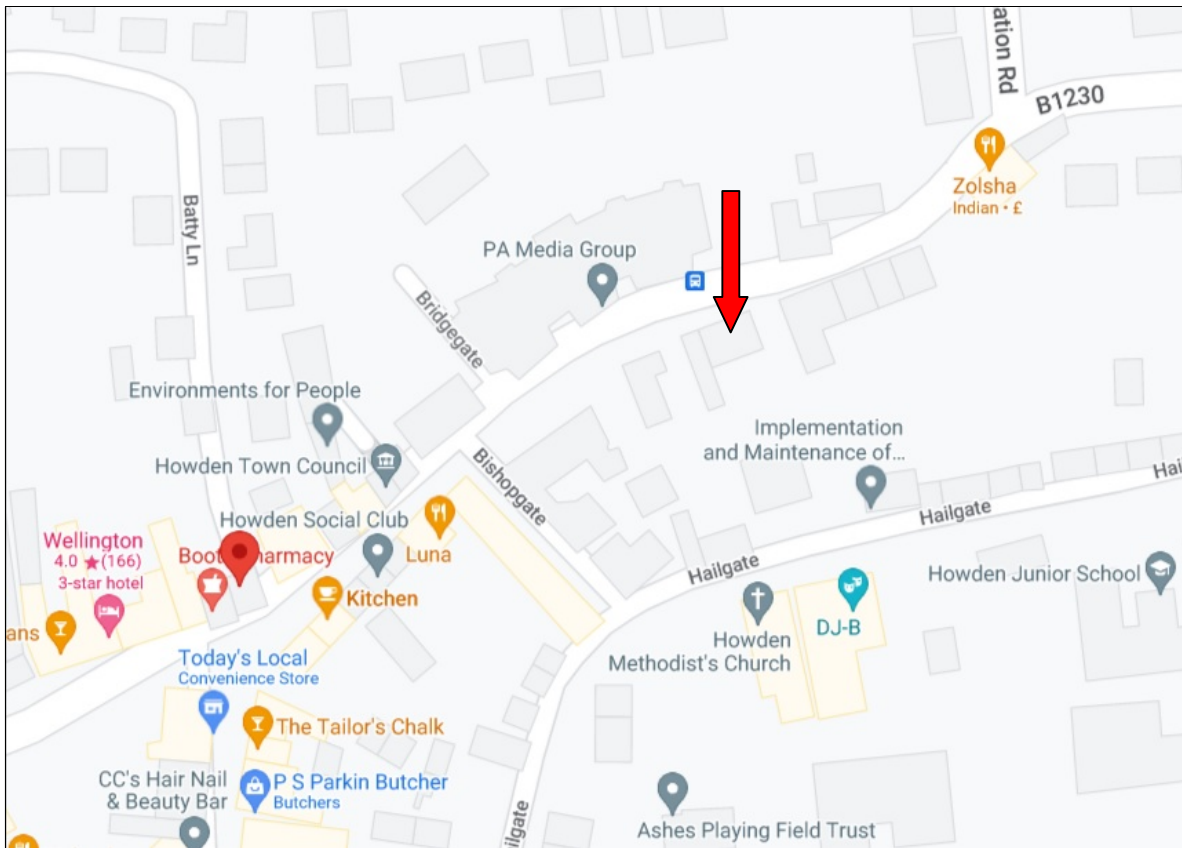 ation Rd
B1230
Zolsha
Indian • £
Batty Ln
PA Media Group
Bridgegate
Environments for People
Implementation
and Maintenance of...
Howden Town Council
Bishopgate
Hai
Hailgate
Howden Social Club
Wellington
4.0 ★ (166)
3-star hotel
Luna
Hailgate
Howden Junior School
Kitchen
ans
DJ-B
Howden
Methodist's Church
Today's Local
Convenience Store
The Tailor's Chalk
CC's Hair Nail
& Beauty Bar
P S Parkin Butcher
Butchers
ilgate
Ashes Playing Field Trust